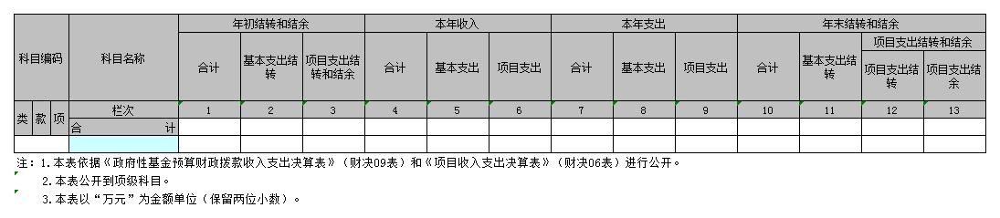 科目编码 科目名称 年初结转和结余 本年收入 本年支出 年末结转和结余
合计 基本支出结转 项目支出结转和结余 合计 基本支出 项目支出 合计 基本支出 项目支出 合计 基本支出结转 项目支出结转和结余
项目支出结转 项目支出结余
类 款 项 栏次 1 2 3 4 5 6 7 8 9 10 11 12 13
合 计
注：1.本表依据《政府性基金预算财政拨款收入支出决算表》（财决09表）和《项目收入支出决算表》（财决06表）进行公开。
2.本表公开到项级科目。
3.本表以“万元”为金额单位（保留两位小数）。